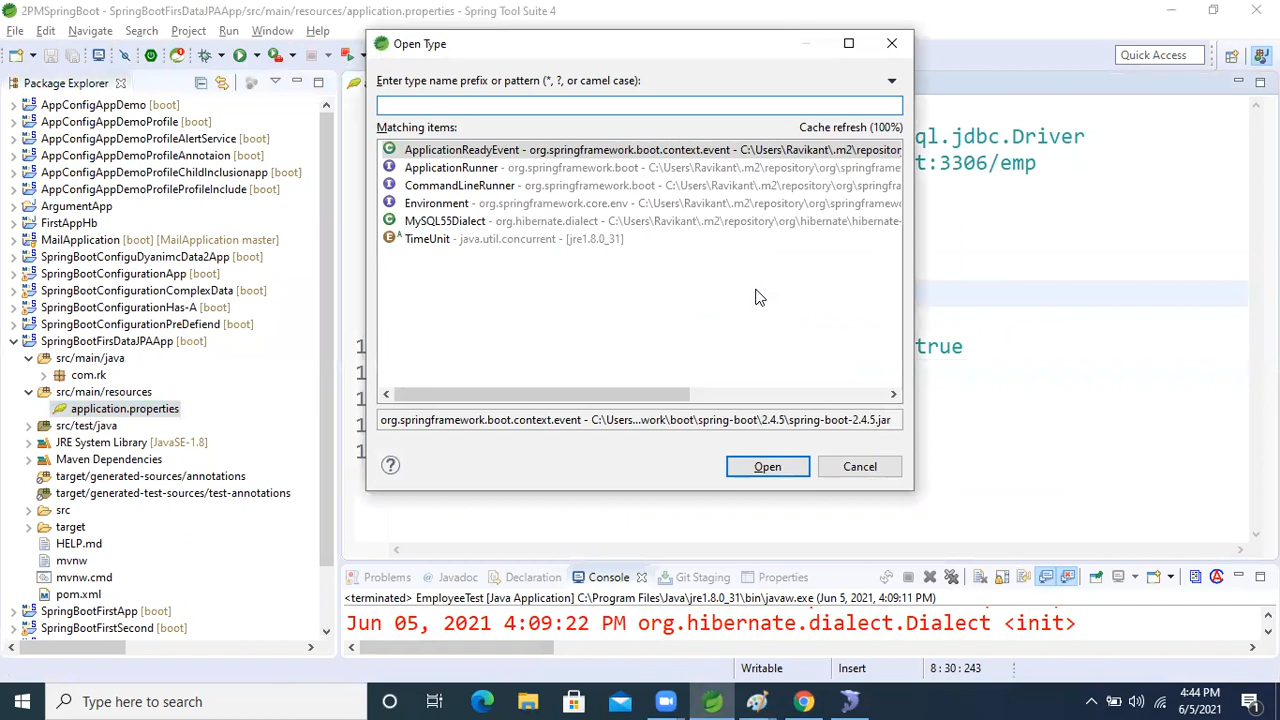 2PMSpringBoot - SpringBootFirsDataJPAApp/src/main/resources/application.properties - Spring Tool Suite 4
File Edit Navigate Search Project Run Window Help
Quick Access
Package Explorer
AppConfigAppDemo [boot]
AppConfigAppDemoProfile [boot]
AppConfigAppDemoProfileAlertService [boot]
AppConfigAppDemoProfileAnnotaion [boot]
AppConfigAppDemoProfileChildInclusionapp [boot]
AppConfigAppDemoProfileProfileInclude [boot]
ArgumentApp
FirstAppHb
MailApplication [boot] [MailApplication master]
SpringBootConfiguDyanimcData2App [boot]
SpringBootConfigurationApp [boot]
SpringBootConfigurationComplexData [boot]
SpringBootConfigurationHas-A [boot]
SpringBootConfigurationPreDefiend [boot]
SpringBootFirsDataJPAApp [boot]
src/main/java
com.rk
src/main/resources
application.properties
src/test/java
JRE System Library [JavaSE-1.8]
Maven Dependencies
target/generated-sources/annotations
target/generated-test-sources/test-annotations
src
target
HELP.md
mvnw
mvnw.cmd
pom.xml
SpringBootFirstApp [boot]
SpringBootFirstSecond [boot]
Open Type
Enter type name prefix or pattern (*, ?, or camel case):
Matching items: Cache refresh (100%)
ApplicationReadyEvent - org.springframework.boot.context.event - C:\Users\Ravikant\.m2\repositor
ApplicationRunner - org.springframework.boot - C:\Users\Ravikant\.m2\repository\org\springframe
CommandLineRunner - org.springframework.boot - C:\Users\Ravikant\.m2\repository\org\springfra
Environment - org.springframework.core.env - C:\Users\Ravikant\.m2\repository\org\springframew
MySQL55Dialect - org.hibernate.dialect - C:\Users\Ravikant\.m2\repository\org\hibernate\hibernate-
TimeUnit - java.util.concurrent - [jre1.8.0_31]
org.springframework.boot.context.event - C:\Users...work\boot\spring-boot\2.4.5\spring-boot-2.4.5.jar
Open Cancel
ql.jdbc.Driver
t:3306/emp
true
1
1
1
1
1
Problems Javadoc Declaration Console Git Staging Properties
<terminated> EmployeeTest [Java Application] C:\Program Files\Java\jre1.8.0_31\bin\javaw.exe (Jun 5, 2021 4:09:11 PM)
Jun 05, 2021 4:09:22 PM org.hibernate.dialect.Dialect <init>
Writable Insert 8 : 30 : 243
Type here to search
4:44 PM
6/5/2021
1